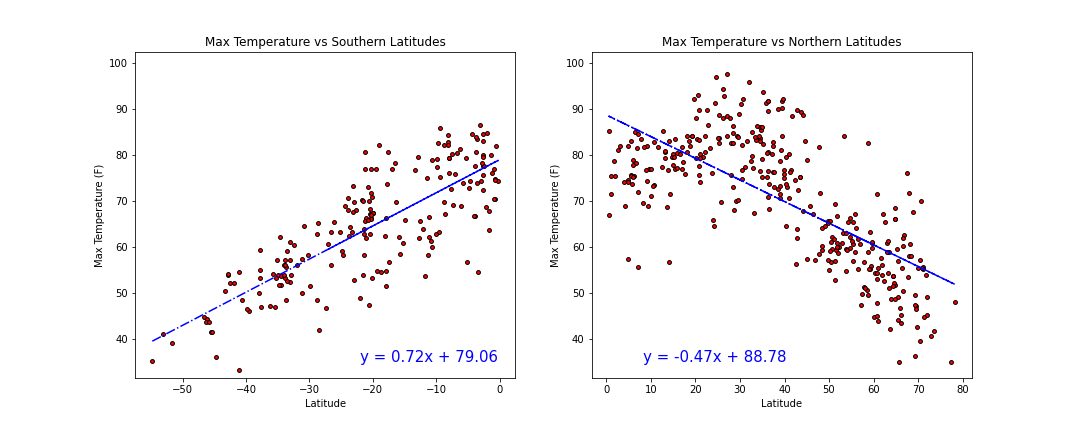 Max Temperature vs Southern Latitudes
100
90
80
70
60
50
40
Max Temperature (F)
y = 0.72x + 79.06
−50 −40 −30 −20 −10 0
Latitude
Max Temperature vs Northern Latitudes
100
90
80
70
60
50
40
Max Temperature (F)
y = -0.47x + 88.78
0 10 20 30 40 50 60 70 80
Latitude